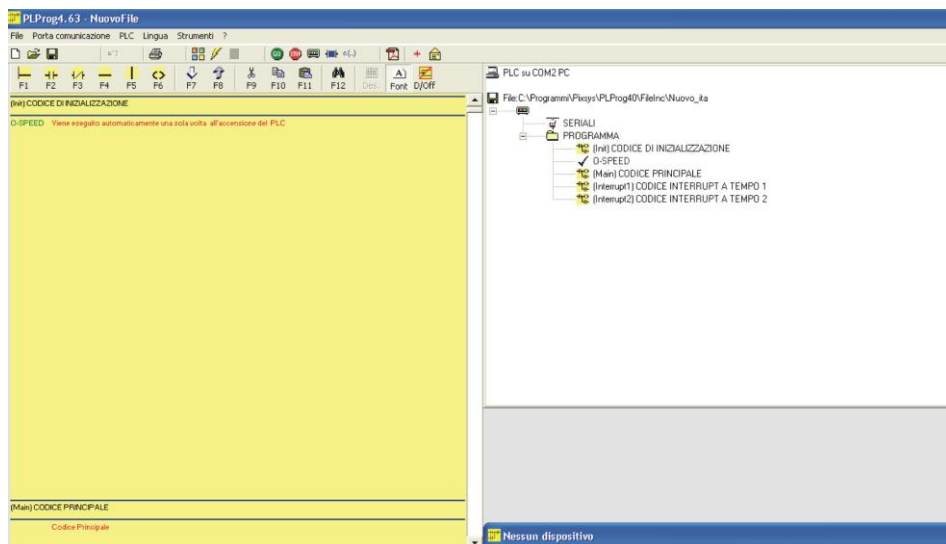 PLProg4.63 - NuovoFile
File Porta comunicazione PLC Lingua Strumenti ?
F1 F2 F3 F4 F5 F6 F7 F8 F9 F10 F11 F12 Des. Font D/Off
(Init) CODICE DI INIZIALIZZAZIONE
O-SPEED Viene eseguito automaticamente una sola volta all'accensione del PLC
(Main) CODICE PRINCIPALE
Codice Principale
PLC su COM2 PC
File:C:\Programmi\Pixsys\PLProg40\FileInc\Nuovo_ita
SERIALI
PROGRAMMA
(Init) CODICE DI INIZIALIZZAZIONE
O-SPEED
(Main) CODICE PRINCIPALE
(Interrupt1) CODICE INTERRUPT A TEMPO 1
(Interrupt2) CODICE INTERRUPT A TEMPO 2
Nessun dispositivo